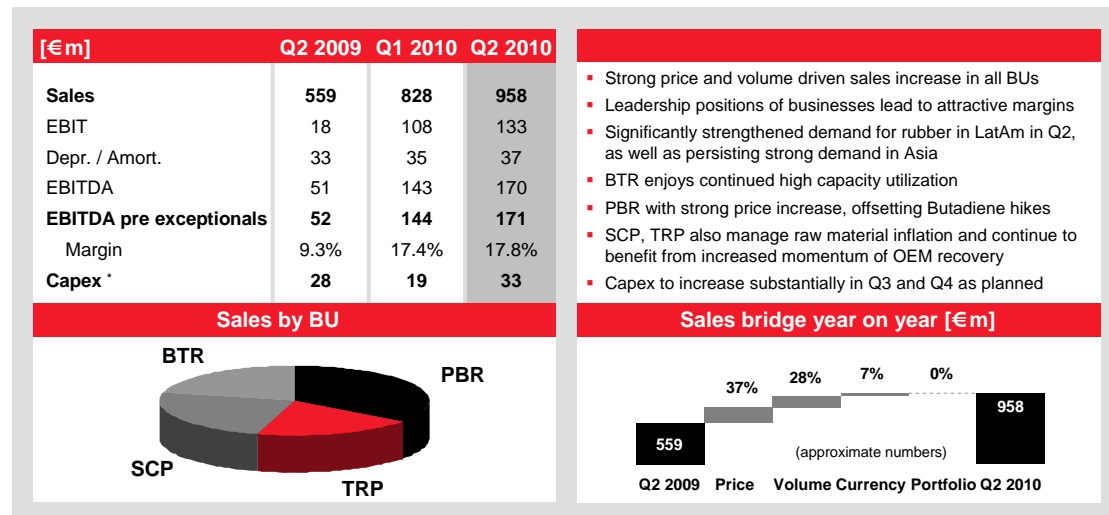 [€m] Q2 2009 Q1 2010 Q2 2010
Sales 559 828 958
EBIT 18 108 133
Depr. / Amort. 33 35 37
EBITDA 51 143 170
EBITDA pre exceptionals 52 144 171
Margin 9.3% 17.4% 17.8%
Capex * 28 19 33
▪ Strong price and volume driven sales increase in all BUs
▪ Leadership positions of businesses lead to attractive margins
▪ Significantly strengthened demand for rubber in LatAm in Q2,
as well as persisting strong demand in Asia
▪ BTR enjoys continued high capacity utilization
▪ PBR with strong price increase, offsetting Butadiene hikes
▪ SCP, TRP also manage raw material inflation and continue to
benefit from increased momentum of OEM recovery
▪ Capex to increase substantially in Q3 and Q4 as planned
Sales by BU
BTR
PBR
SCP
TRP
Sales bridge year on year [€m]
37% 28% 7% 0%
559
958
(approximate numbers)
Q2 2009 Price Volume Currency Portfolio Q2 2010